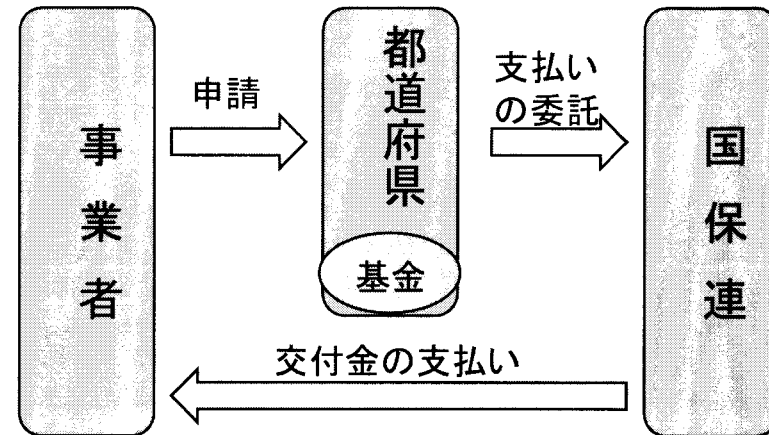 事業者
申請
都道府県
基金
支払い
の委託
国保連
交付金の支払い